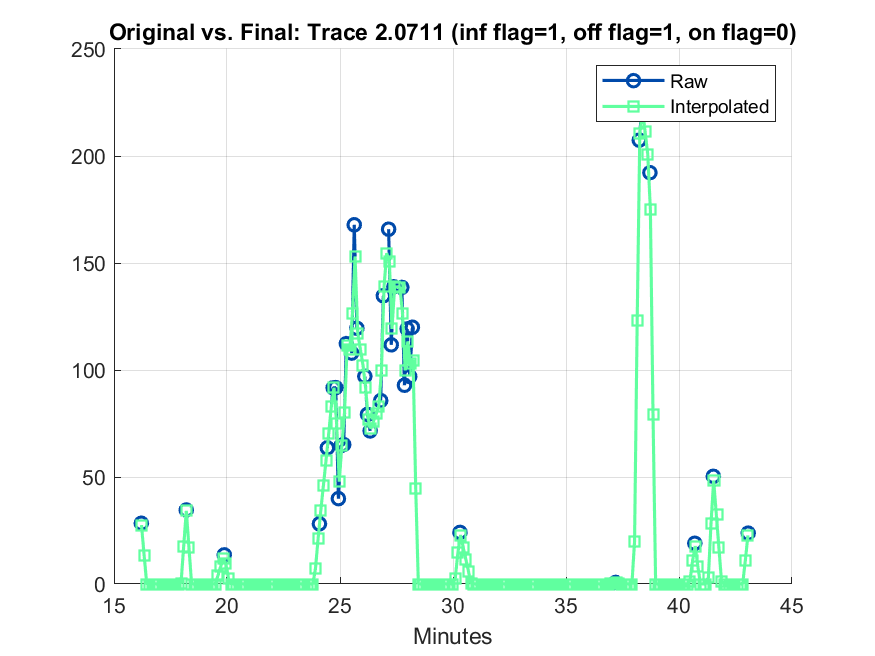 Original vs. Final: Trace 2.0711 (inf flag=1, off flag=1, on flag=0)
250
200
150
100
50
0
Raw
Interpolated
15 20 25 30 35 40 45
Minutes